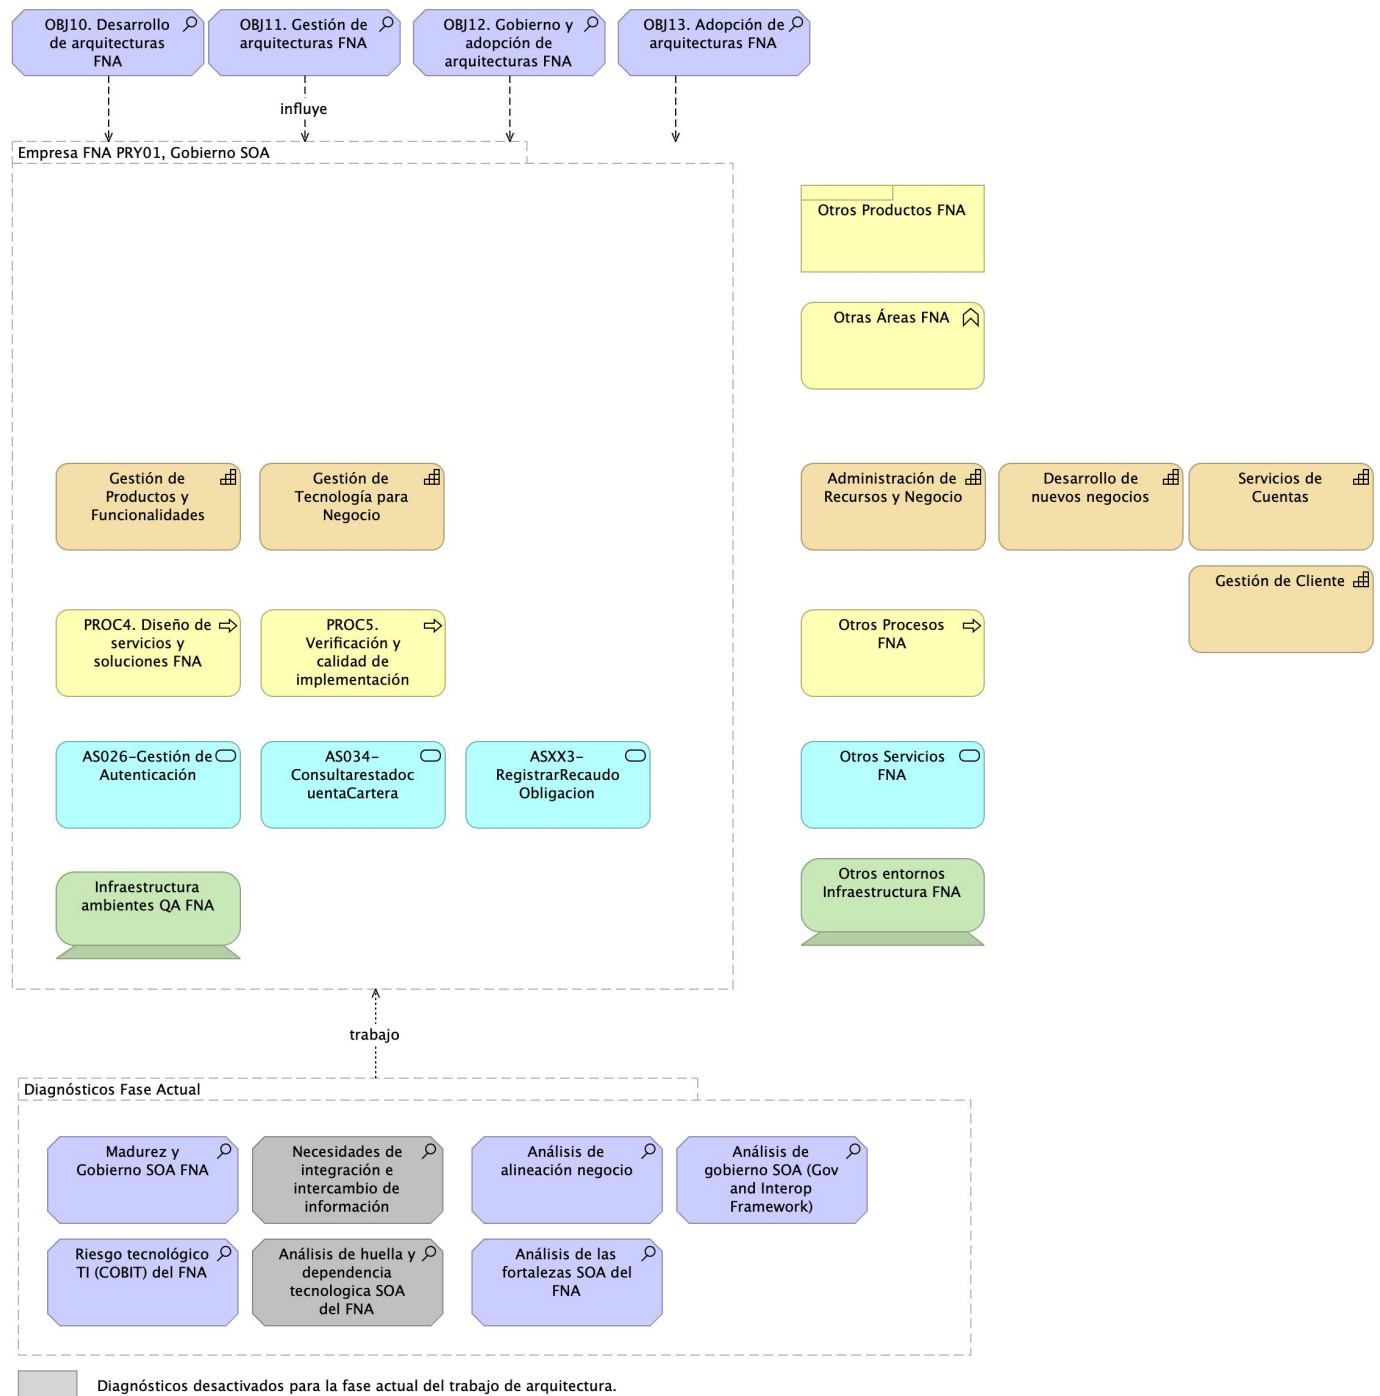 OBJ10. Desarrollo
de arquitecturas
FNA
OBJ11. Gestión de
arquitecturas FNA
OBJ12. Gobierno y
adopción de
arquitecturas FNA
OBJ13. Adopción de
arquitecturas FNA
influye
Empresa FNA PRY01, Gobierno SOA
Otros Productos FNA
Otras Áreas FNA
Gestión de
Productos y
Funcionalidades
Gestión de
Tecnología para
Negocio
Administración de
Recursos y Negocio
Desarrollo de
nuevos negocios
Servicios de
Cuentas
Gestión de Cliente
PROC4. Diseño de
servicios y
soluciones FNA
PROC5.
Verificación y
calidad de
implementación
Otros Procesos
FNA
AS026-Gestión de
Autenticación
AS034-
Consultarestadoc
uentaCartera
ASXX3-
RegistrarRecaudo
Obligacion
Otros Servicios
FNA
Infraestructura
ambientes QA FNA
Otros entornos
Infraestructura FNA
trabajo
Diagnósticos Fase Actual
Madurez y
Gobierno SOA FNA
Necesidades de
integración e
intercambio de
información
Análisis de
alineación negocio
Análisis de
gobierno SOA (Gov
and Interop
Framework)
Riesgo tecnológico
TI (COBIT) del FNA
Análisis de huella y
dependencia
tecnologica SOA
del FNA
Análisis de las
fortalezas SOA del
FNA
Diagnósticos desactivados para la fase actual del trabajo de arquitectura.